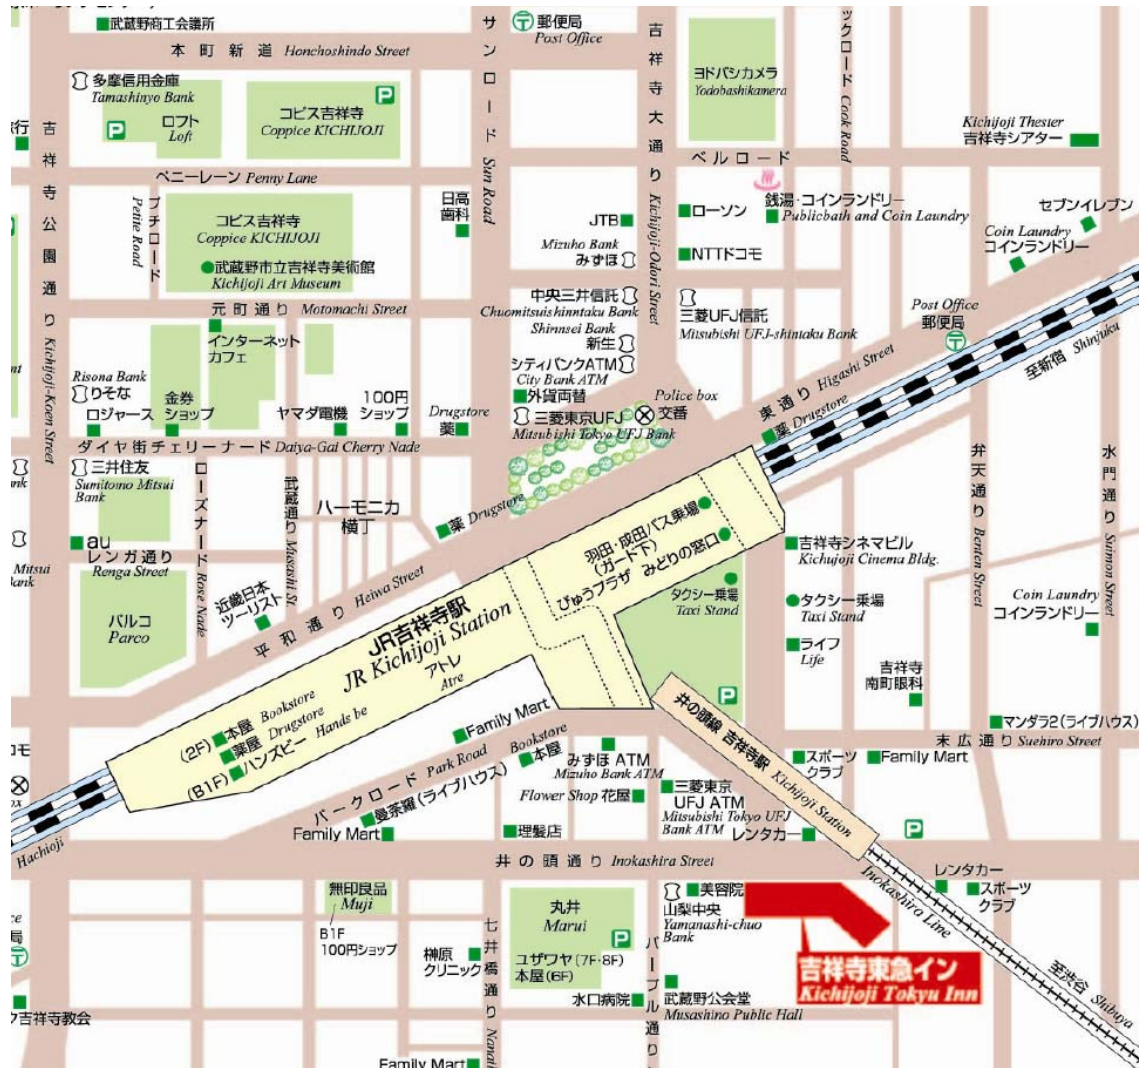 武蔵野商工会議所
本町新道 Honchoshindo Street
サンロード Sun Road
郵便局
Post Office
吉祥寺大通り Kichijoji-Odori Street
ヨドバシカメラ
Yodobashikamera
ックロード Cook Road
Kichijoji Thester
吉祥寺シアター
多摩信用金庫
Tamashinyo Bank
P
ロフト
Loft
コピス吉祥寺
Coppice KICHIJOJI
P
吉祥寺公園通り Kichijoji-Koen Street
ペニーレーン Penny Lane
ベルロード
プチロード
Petite Road
コピス吉祥寺
Coppice KICHIJOJI
武蔵野市立吉祥寺美術館
Kichijoji Art Museum
日高
歯科
JTB
Mizuho Bank
みずほ
ローソン
NTTドコモ
銭湯・コインランドリー
Publicbath and Coin Laundry
セブンイレブン
Coin Laundry
コインランドリー
元町通り Motomachi Street
中央三井信託
Chuomitsuishinntaku Bank
Shinnsei Bank
新生
シティバンクATM
City Bank ATM
外貨両替
三菱東京UFJ
Mitsubishi Tokyo UFJ Bank
三菱UFJ信託
Mitsubishi UFJ-shintaku Bank
Post Office
郵便局
至新宿 Shinjuku
東通り Higashi Street
薬 Drugstore
Police box
交番
インターネット
カフェ
Risona Bank
りそな
ロジャース
金券
ショップ
ヤマダ電機
100円
ショップ
Drugstore
薬
ダイヤ街チェリーナード Daiya-Gai Cherry Nade
三井住友
Sumitomo Mitsui
Bank
ローズナード Rose Nade
武蔵通り Musashi St.
ハーモニカ
横丁
薬 Drugstore
au
レンガ通り
Renga Street
Mitsui
パルコ
Parco
近畿日本
ツーリスト
平和通り Heiwa Street
JR吉祥寺駅
JR Kichijoji Station
アトレ
Atre
羽田・成田バス乗場
(ガード下)
びゅうプラザ みどりの窓口
タクシー乗場
Taxi Stand
P
吉祥寺シネマビル
Kichujoji Cinema Bldg.
タクシー乗場
Taxi Stand
ライフ
Life
弁天通り Benten Street
水門通り Suimon Street
Coin Laundry
コインランドリー
吉祥寺
南町眼科
マンダラ2(ライブハウス)
末広通り Suehiro Street
(2F) 本屋 Bookstore
薬屋 Drugstore
(B1F) ハンズビー Hands be
Family Mart
パークロード Park Road
Bookstore
本屋
曼荼羅(ライブハウス)
Family Mart
みずほ ATM
Mizuho Bank ATM
Flower Shop 花屋
理髪店
三菱東京
UFJ ATM
Mitsubishi Tokyo UFJ
Bank ATM
レンタカー
井の頭線 吉祥寺駅 Kichijoji Station
スポーツ
クラブ
Family Mart
P
Hachioji
井の頭通り Inokashira Street
Inokashira Line
レンタカー
スポーツ
クラブ
無印良品
Muji
B1F
100円ショップ
榊原
クリニック
七井橋通り
丸井
Marui
P
ユザワヤ(7F・8F)
本屋(6F)
水口病院
美容院
山梨中央
Yamanashi-chuo
Bank
パープル通り
武蔵野公会堂
Musashino Public Hall
吉祥寺東急イン
Kichijoji Tokyu Inn
至渋谷 Shibuya
吉祥寺教会
Family Mart